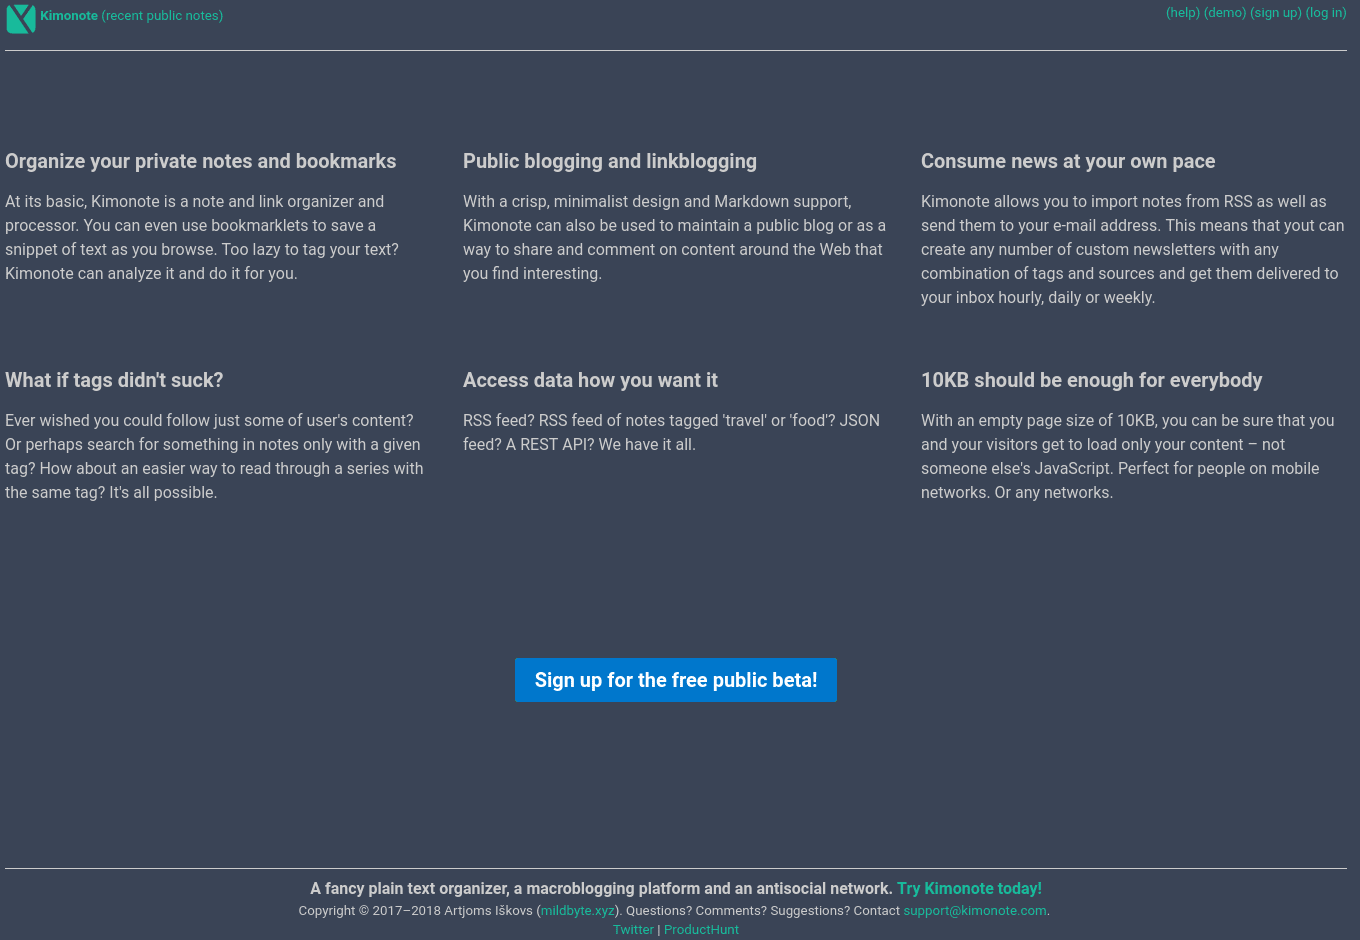 Kimonote (recent public notes)
(help) (demo) (sign up) (log in)
Organize your private notes and bookmarks
At its basic, Kimonote is a note and link organizer and
processor. You can even use bookmarklets to save a
snippet of text as you browse. Too lazy to tag your text?
Kimonote can analyze it and do it for you.
Public blogging and linkblogging
With a crisp, minimalist design and Markdown support,
Kimonote can also be used to maintain a public blog or as a
way to share and comment on content around the Web that
you find interesting.
Consume news at your own pace
Kimonote allows you to import notes from RSS as well as
send them to your e-mail address. This means that yout can
create any number of custom newsletters with any
combination of tags and sources and get them delivered to
your inbox hourly, daily or weekly.
What if tags didn't suck?
Ever wished you could follow just some of user's content?
Or perhaps search for something in notes only with a given
tag? How about an easier way to read through a series with
the same tag? It's all possible.
Access data how you want it
RSS feed? RSS feed of notes tagged 'travel' or 'food'? JSON
feed? A REST API? We have it all.
10KB should be enough for everybody
With an empty page size of 10KB, you can be sure that you
and your visitors get to load only your content – not
someone else's JavaScript. Perfect for people on mobile
networks. Or any networks.
Sign up for the free public beta!
A fancy plain text organizer, a macroblogging platform and an antisocial network. Try Kimonote today!
Copyright © 2017–2018 Artjoms Iškovs (mildbyte.xyz). Questions? Comments? Suggestions? Contact support@kimonote.com.
Twitter | ProductHunt